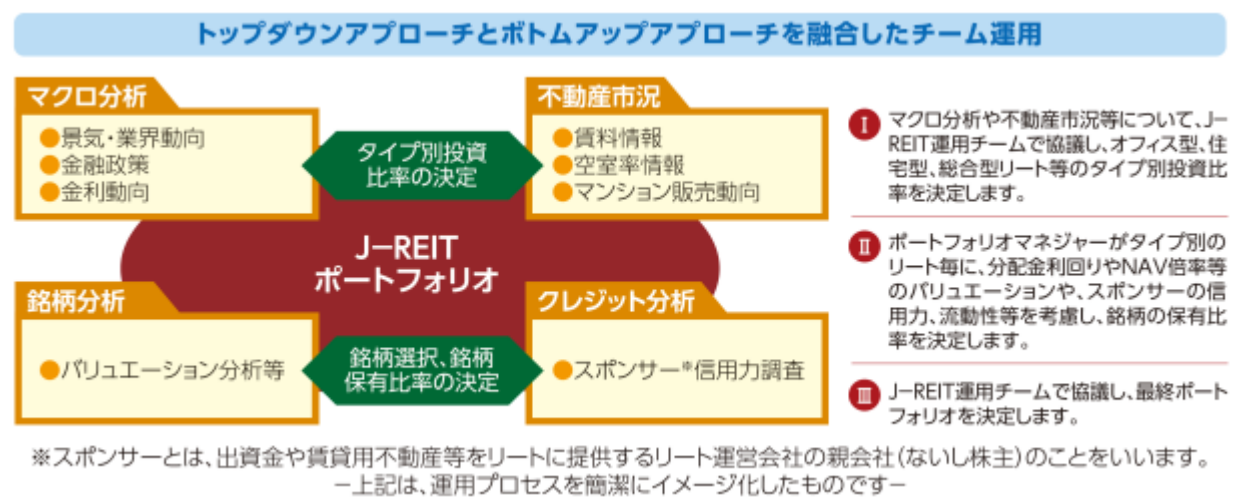 トップダウンアプローチとボトムアップアプローチを融合したチーム運用
マクロ分析
●景気・業界動向
●金融政策
●金利動向
タイプ別投資
比率の決定
不動産市況
●賃料情報
●空室率情報
●マンション販売動向
J−REIT
ポートフォリオ
銘柄分析
●バリュエーション分析等
銘柄選択、銘柄
保有比率の決定
クレジット分析
●スポンサー※信用力調査
Ⅰ マクロ分析や不動産市況等について、J−
REIT運用チームで協議し、オフィス型、住
宅型、総合型リート等のタイプ別投資比
率を決定します。
Ⅱ ポートフォリオマネジャーがタイプ別の
リート毎に、分配金利回りやNAV倍率等
のバリュエーションや、スポンサーの信
用力、流動性等を考慮し、銘柄の保有比
率を決定します。
Ⅲ J−REIT運用チームで協議し、最終ポート
フォリオを決定します。
※スポンサーとは、出資金や賃貸用不動産等をリートに提供するリート運営会社の親会社(ないし株主)のことをいいます。
−上記は、運用プロセスを簡潔にイメージ化したものです−